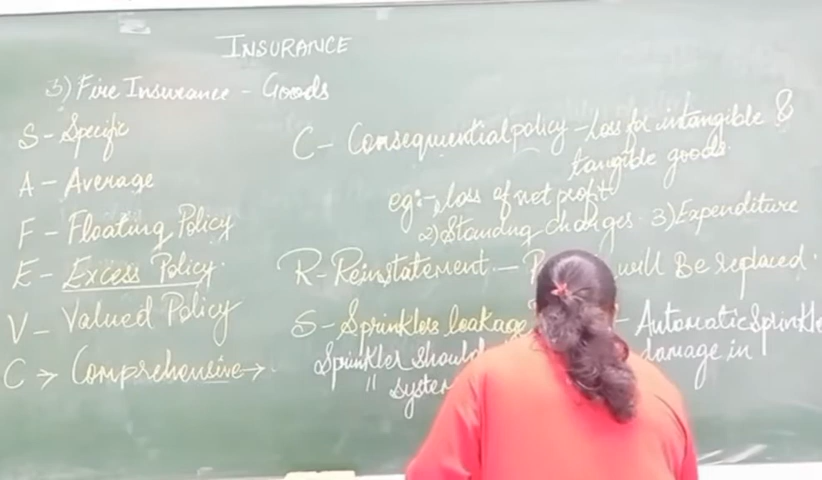 INSURANCE
3) Fire Insurance - Goods
S - Specific
A - Average
F - Floating Policy
E - Excess Policy.
V - Valued Policy
C → Comprehensive →
C - Consequential policy - Loss for intangible &
tangible goods.
eg:- loss of net profit
2) Standing charges. 3) Expenditure
R - Reinstatement - will Be replaced.
S - Sprinklers leakage - Automatic Sprinkle
Sprinkler should damage in
" system